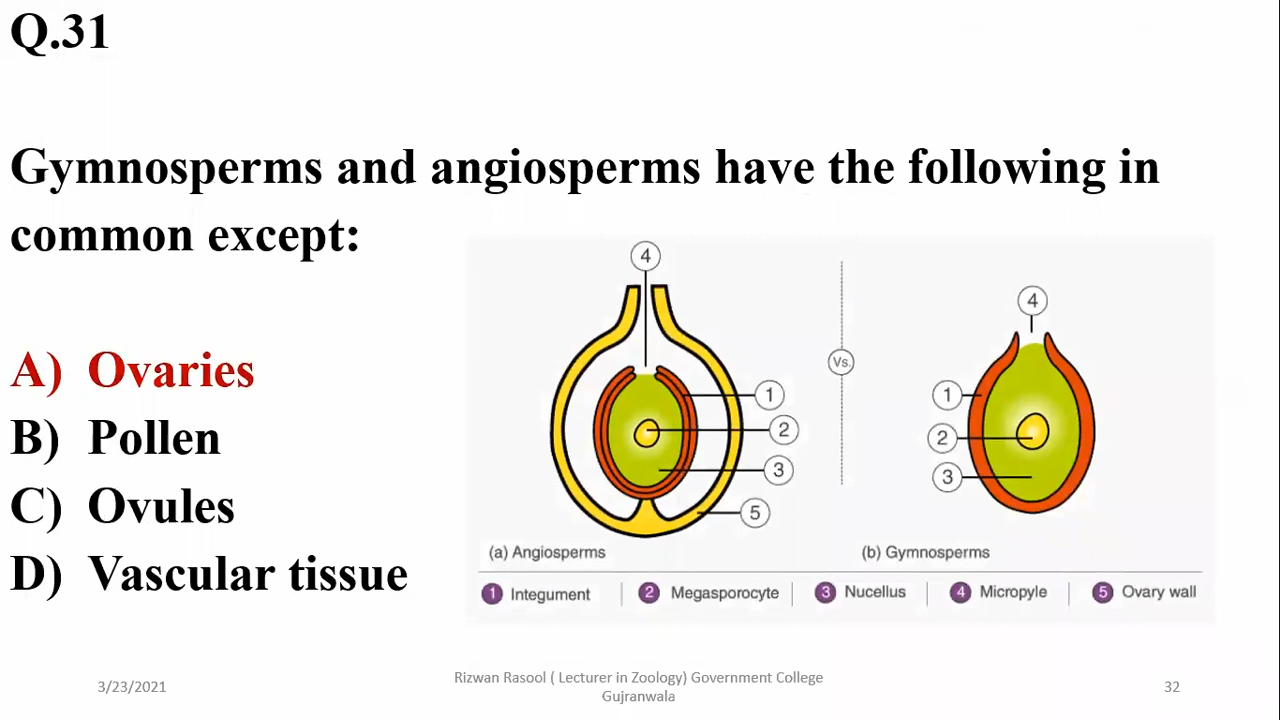 Q.31
Gymnosperms and angiosperms have the following in
common except:
A) Ovaries
B) Pollen
C) Ovules
D) Vascular tissue
4
1
2
3
5
Vs.
4
1
2
3
(a) Angiosperms
(b) Gymnosperms
1 Integument
2 Megasporocyte
3 Nucellus
4 Micropyle
5 Ovary wall
3/23/2021
Rizwan Rasool ( Lecturer in Zoology) Government College
Gujranwala
32